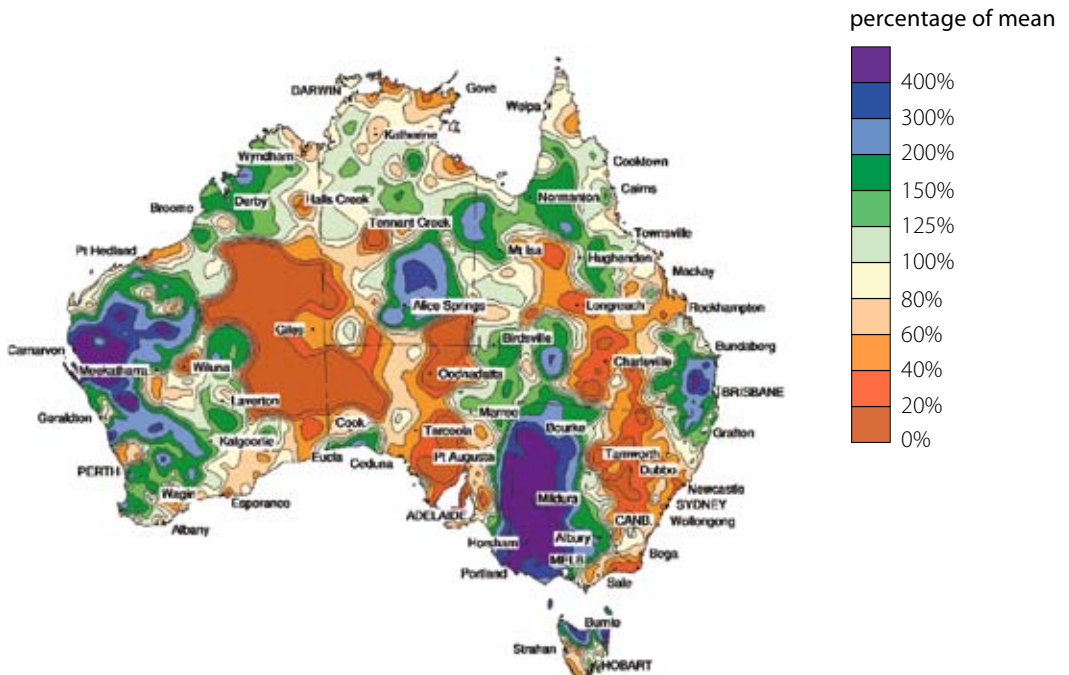 percentage of mean
400%
300%
200%
150%
125%
100%
80%
60%
40%
20%
0%
DARWIN
Gove
Weipa
Katherine
Wyndham
Cooktown
Cairns
Derby
Halls Creek
Normanton
Broome
Tennant Creek
Townsville
Pt Hedland
Mt Isa
Hughenden
Mackay
Alice Springs
Longreach
Rockhampton
Giles
Birdsville
Carnarvon
Bundaberg
Meekatharra
Wiluna
Oodnadatta
Charleville
BRISBANE
Laverton
Marree
Geraldton
Cook
Tarcoola
Bourke
Grafton
Kalgoorlie
Eucla
Ceduna
Pt Augusta
Tamworth
PERTH
Dubbo
Wagin
Esperance
Mildura
Newcastle
SYDNEY
ADELAIDE
CANB.
Wollongong
Albany
Horsham
Albury
Bega
MELB
Portland
Sale
Burnie
Strahan
HOBART